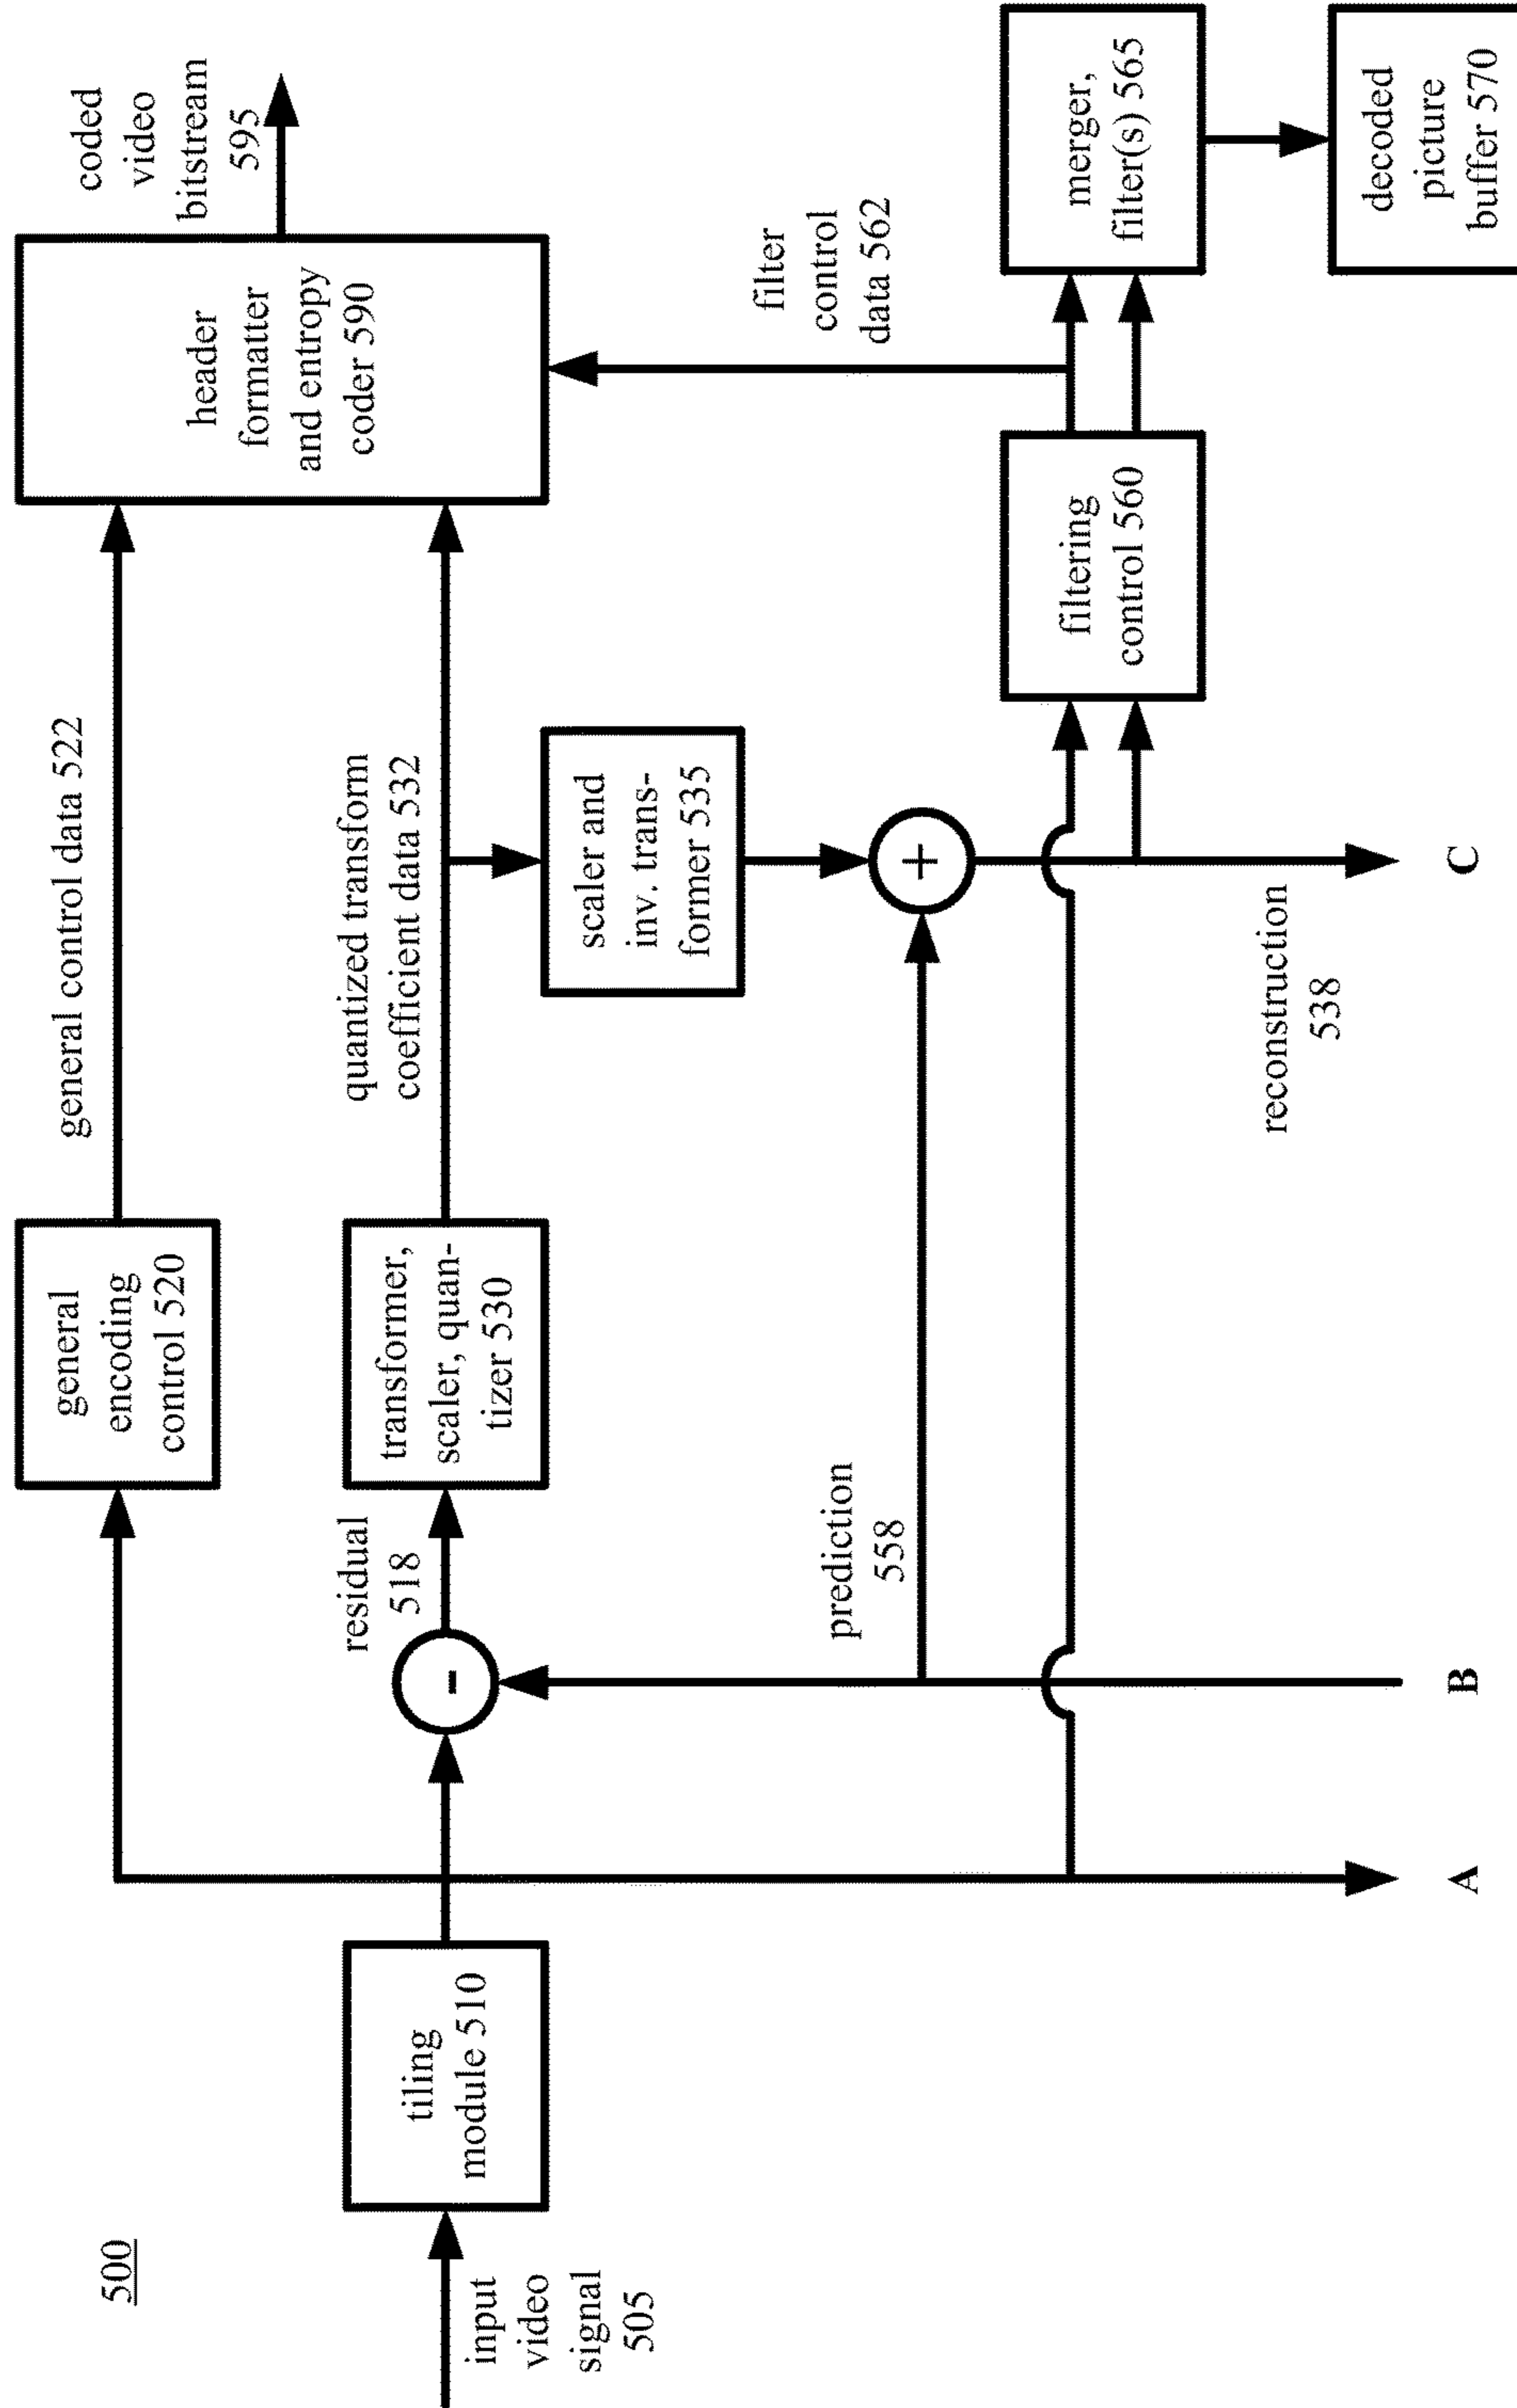 500
input
video
signal
505
tiling
module 510
general
encoding
control 520
general control data 522
residual
518
transformer,
scaler, quan-
tizer 530
quantized transform
coefficient data 532
header
formatter
and entropy
coder 590
coded
video
bitstream
595
scaler and
inv. trans-
former 535
prediction
558
-
+
filter
control
data 562
filtering
control 560
merger,
filter(s) 565
decoded
picture
buffer 570
reconstruction
538
A
B
C